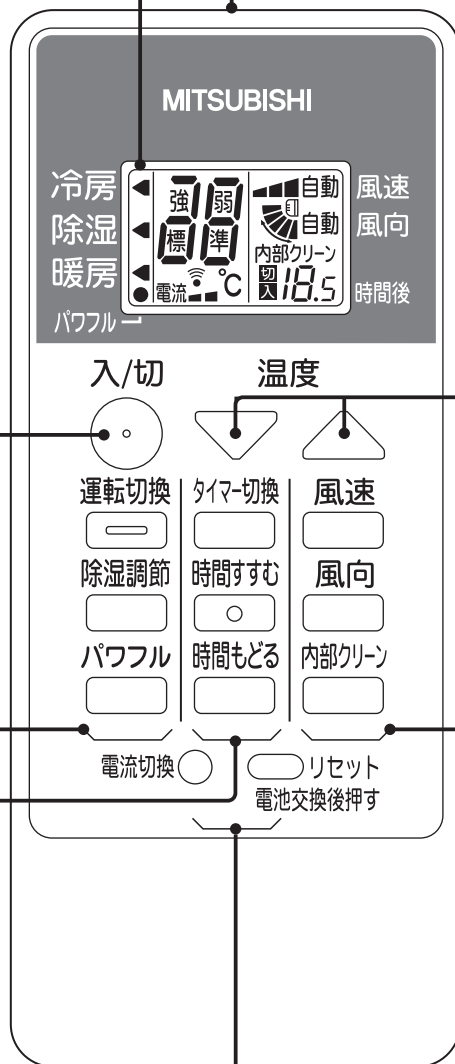 MITSUBISHI
冷房
除湿
暖房
パワフル
強 弱
標 準
電流 ℃
自動 風速
自動 風向
内部クリーン
切
入 18.5 時間後
入/切 温度
運転切換 タイマー切換 風速
除湿調節 時間すすむ 風向
パワフル 時間もどる 内部クリーン
電流切換 リセット
電池交換後押す